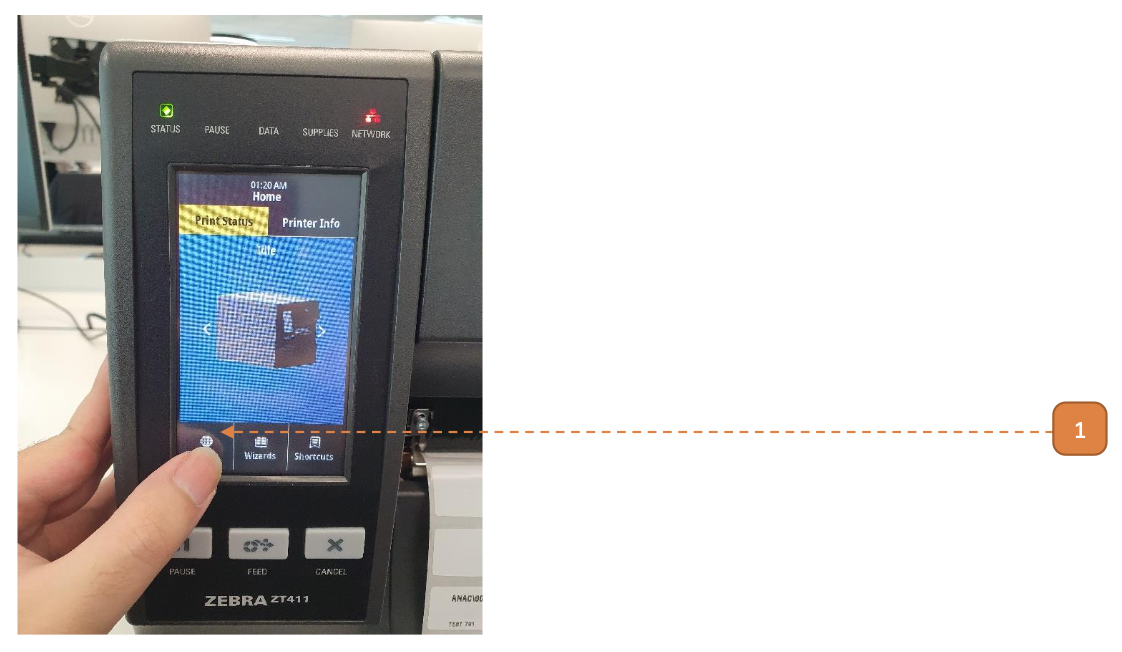 STATUS PAUSE DATA SUPPLIES NETWORK
01:20 AM
Home
Print Status Printer Info
Idle
Wizards Shortcuts
1
PAUSE FEED CANCEL
ZEBRA ZT411